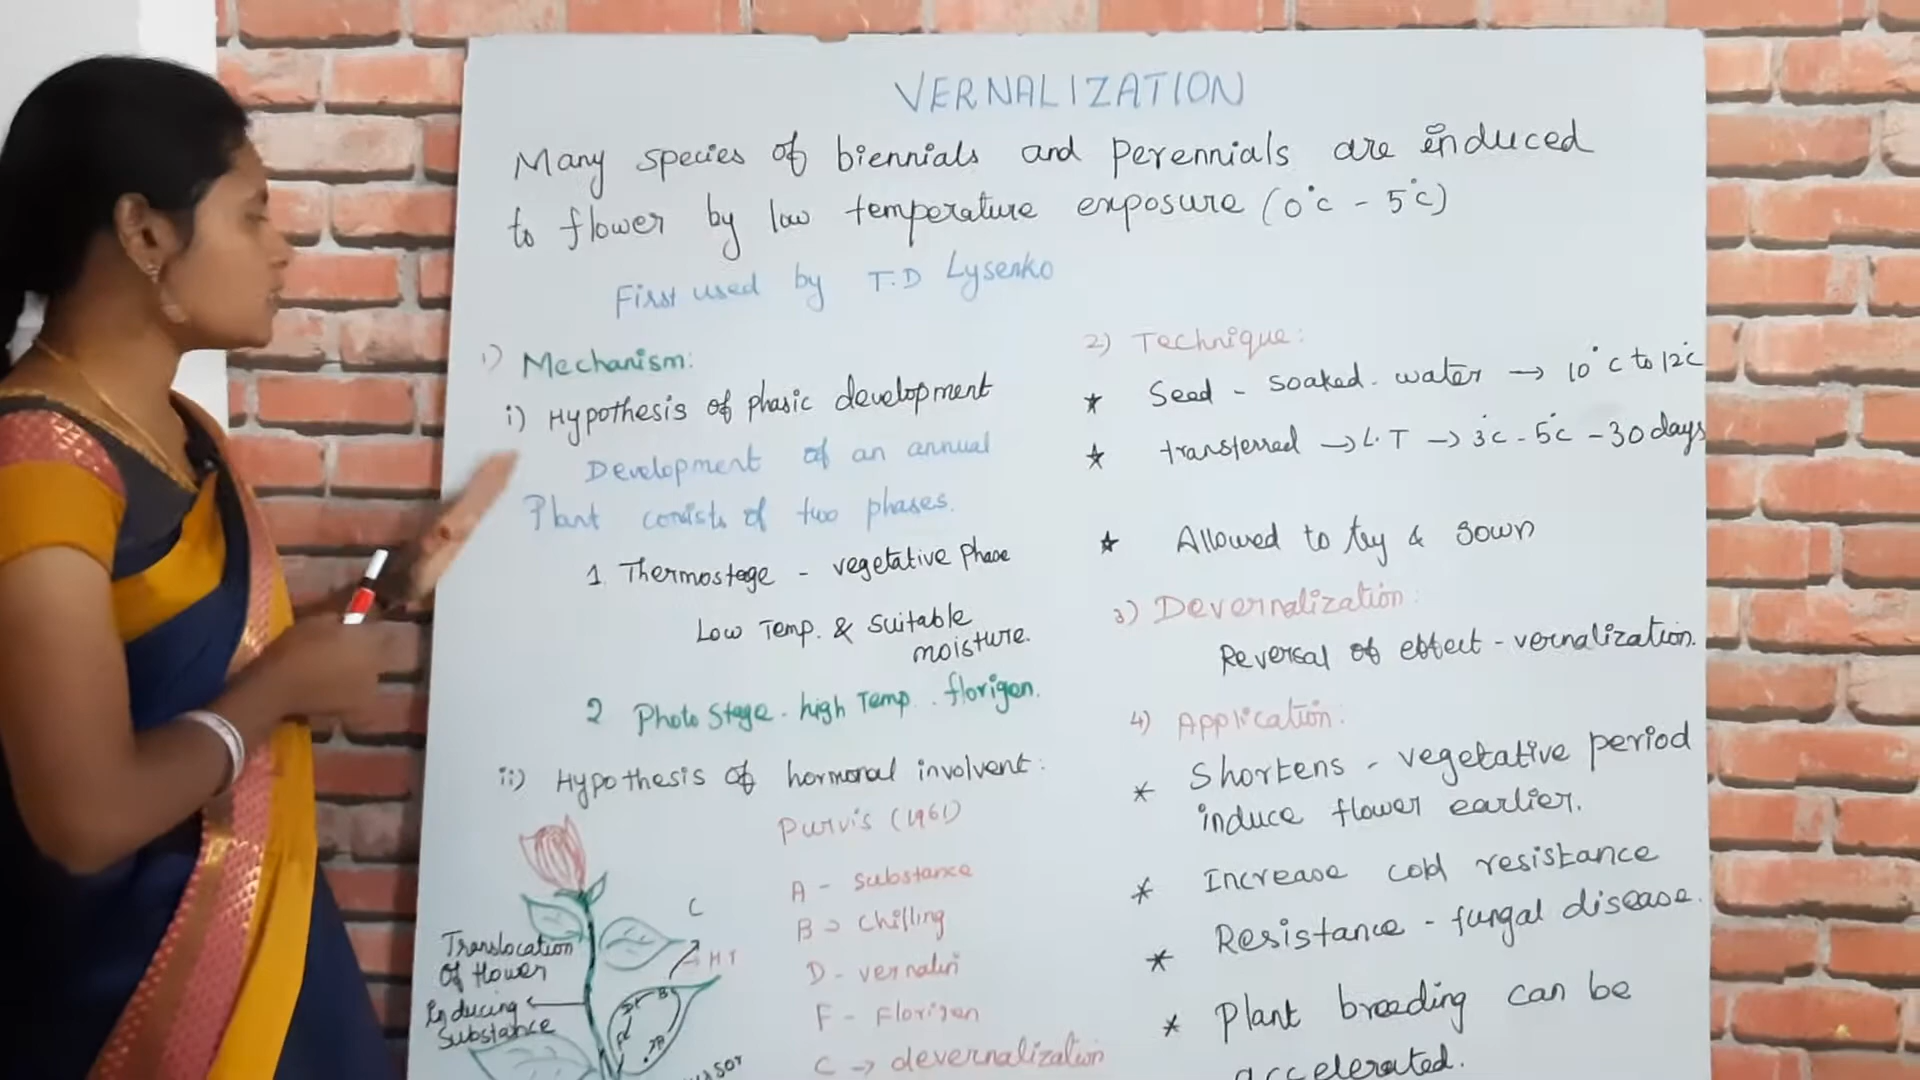 VERNALIZATION
Many species of biennials and perennials are induced
to flower by low temperature exposure (0°c - 5°c)
First used by T.D Lysenko
1) Mechanism:
i) Hypothesis of phasic development
Development of an annual
Plant consists of two phases.
1 Thermostage - vegetative phase
Low Temp. & suitable
moisture.
2 Photo Stage - high Temp. florigen.
ii) Hypothesis of hormonal involvent:
Purvis (1961)
A - substance
B → chilling
D - vernalin
F - Florigen
C → devernalization
C
HT
Translocation
of flower
inducing
substance
2) Technique:
* Seed - soaked - water → 10°c to 12°c
* transferred → L.T → 3°c - 5°c - 30 days
* Allowed to try & sown
3) Devernalization:
Reversal of effect - vernalization.
4) Application:
* Shortens - vegetative period
induce flower earlier.
* Increase cold resistance
* Resistance - fungal disease.
* Plant breeding can be
accelerated.